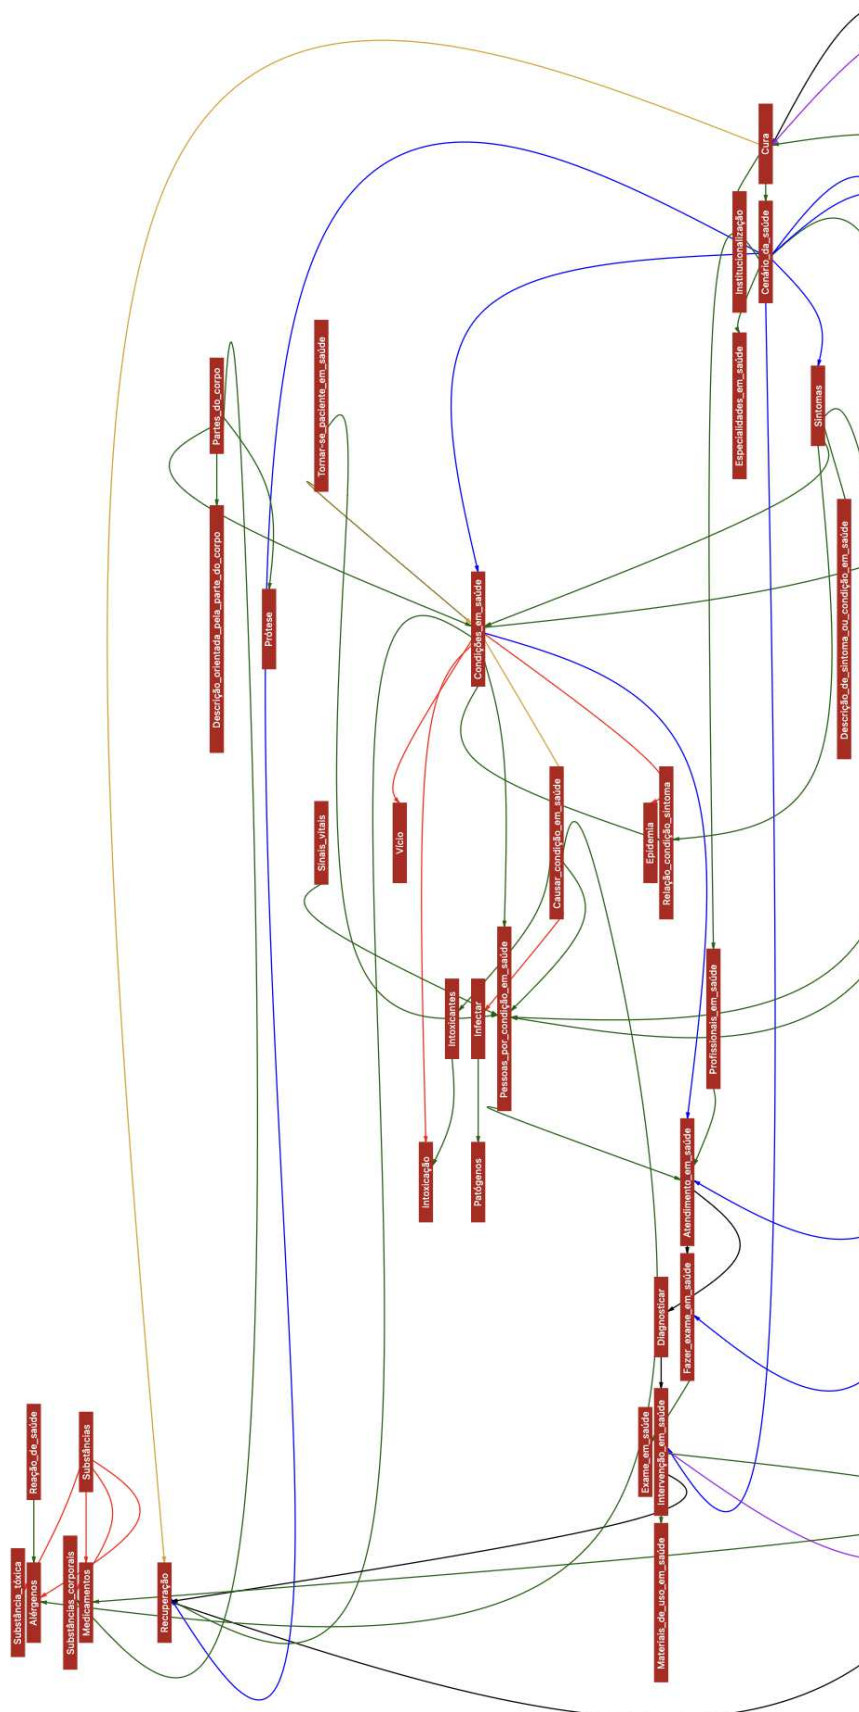 Cura
Institucionalização
Cenário_da_saúde
Especialidades_em_saúde
Sintomas
Tornar-se_paciente_em_saúde
Partes_do_corpo
Descrição_orientada_pela_parte_do_corpo
Prótese
Condições_em_saúde
Descrição_de_sintoma_ou_condição_em_saúde
Sinais_vitais
Vício
Causar_condição_em_saúde
Epidemia
Relação_condição_sintoma
Intoxicantes
Infectar
Pessoas_por_condição_em_saúde
Profissionais_em_saúde
Intoxicação
Patógenos
Atendimento_em_saúde
Fazer_exame_em_saúde
Diagnosticar
Exame_em_saúde
Intervenção_em_saúde
Materiais_de_uso_em_saúde
Reação_de_saúde
Substâncias
Substância_tóxica
Alérgenos
Substâncias_corporais
Medicamentos
Recuperação